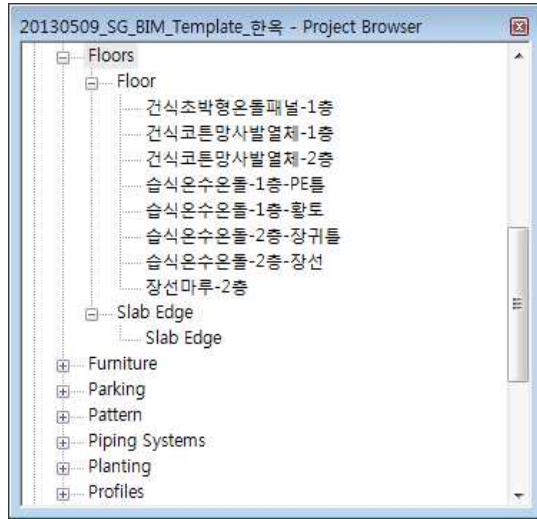 20130509_SG_BIM_Template_한옥 - Project Browser
Floors
Floor
건식초박형온돌패널-1층
건식코튼망사발열체-1층
건식코튼망사발열체-2층
습식온수온돌-1층-PE틀
습식온수온돌-1층-황토
습식온수온돌-2층-장귀틀
습식온수온돌-2층-장선
장선마루-2층
Slab Edge
Slab Edge
Furniture
Parking
Pattern
Piping Systems
Planting
Profiles